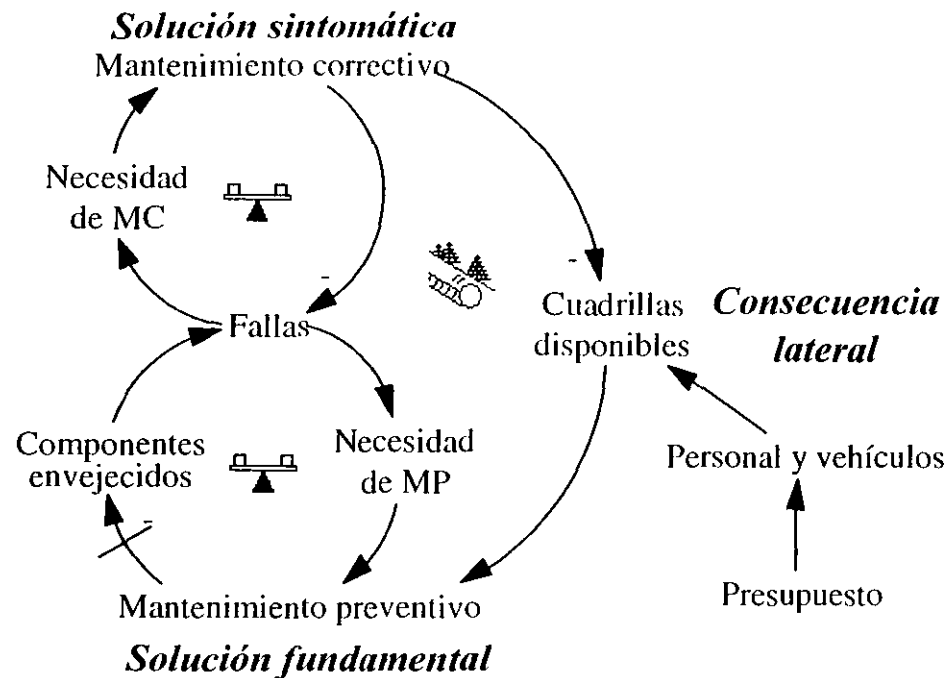 Solución sintomática
Mantenimiento correctivo
Necesidad
de MC
-
-
Fallas
Cuadrillas
disponibles
Consecuencia
lateral
Componentes
envejecidos
Necesidad
de MP
Personal y vehículos
-
Mantenimiento preventivo
Presupuesto
Solución fundamental